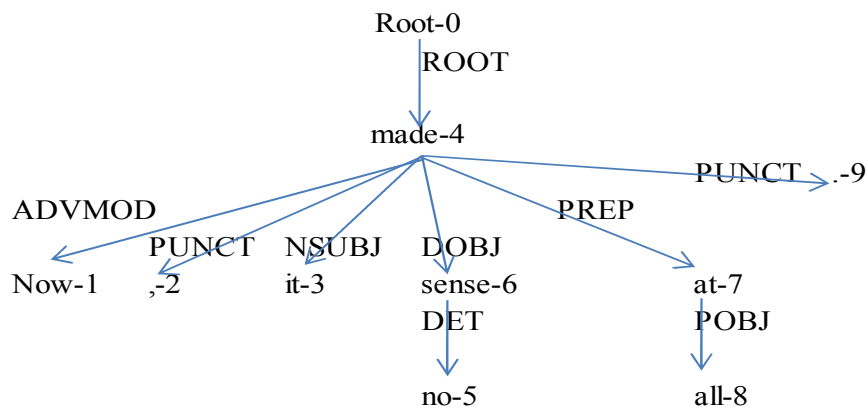 Root-0
ROOT
made-4
PUNCT .-9
ADVMOD PREP
PUNCT NSUBJ DOBJ
Now-1 ,-2 it-3 sense-6 at-7
DET POBJ
no-5 all-8